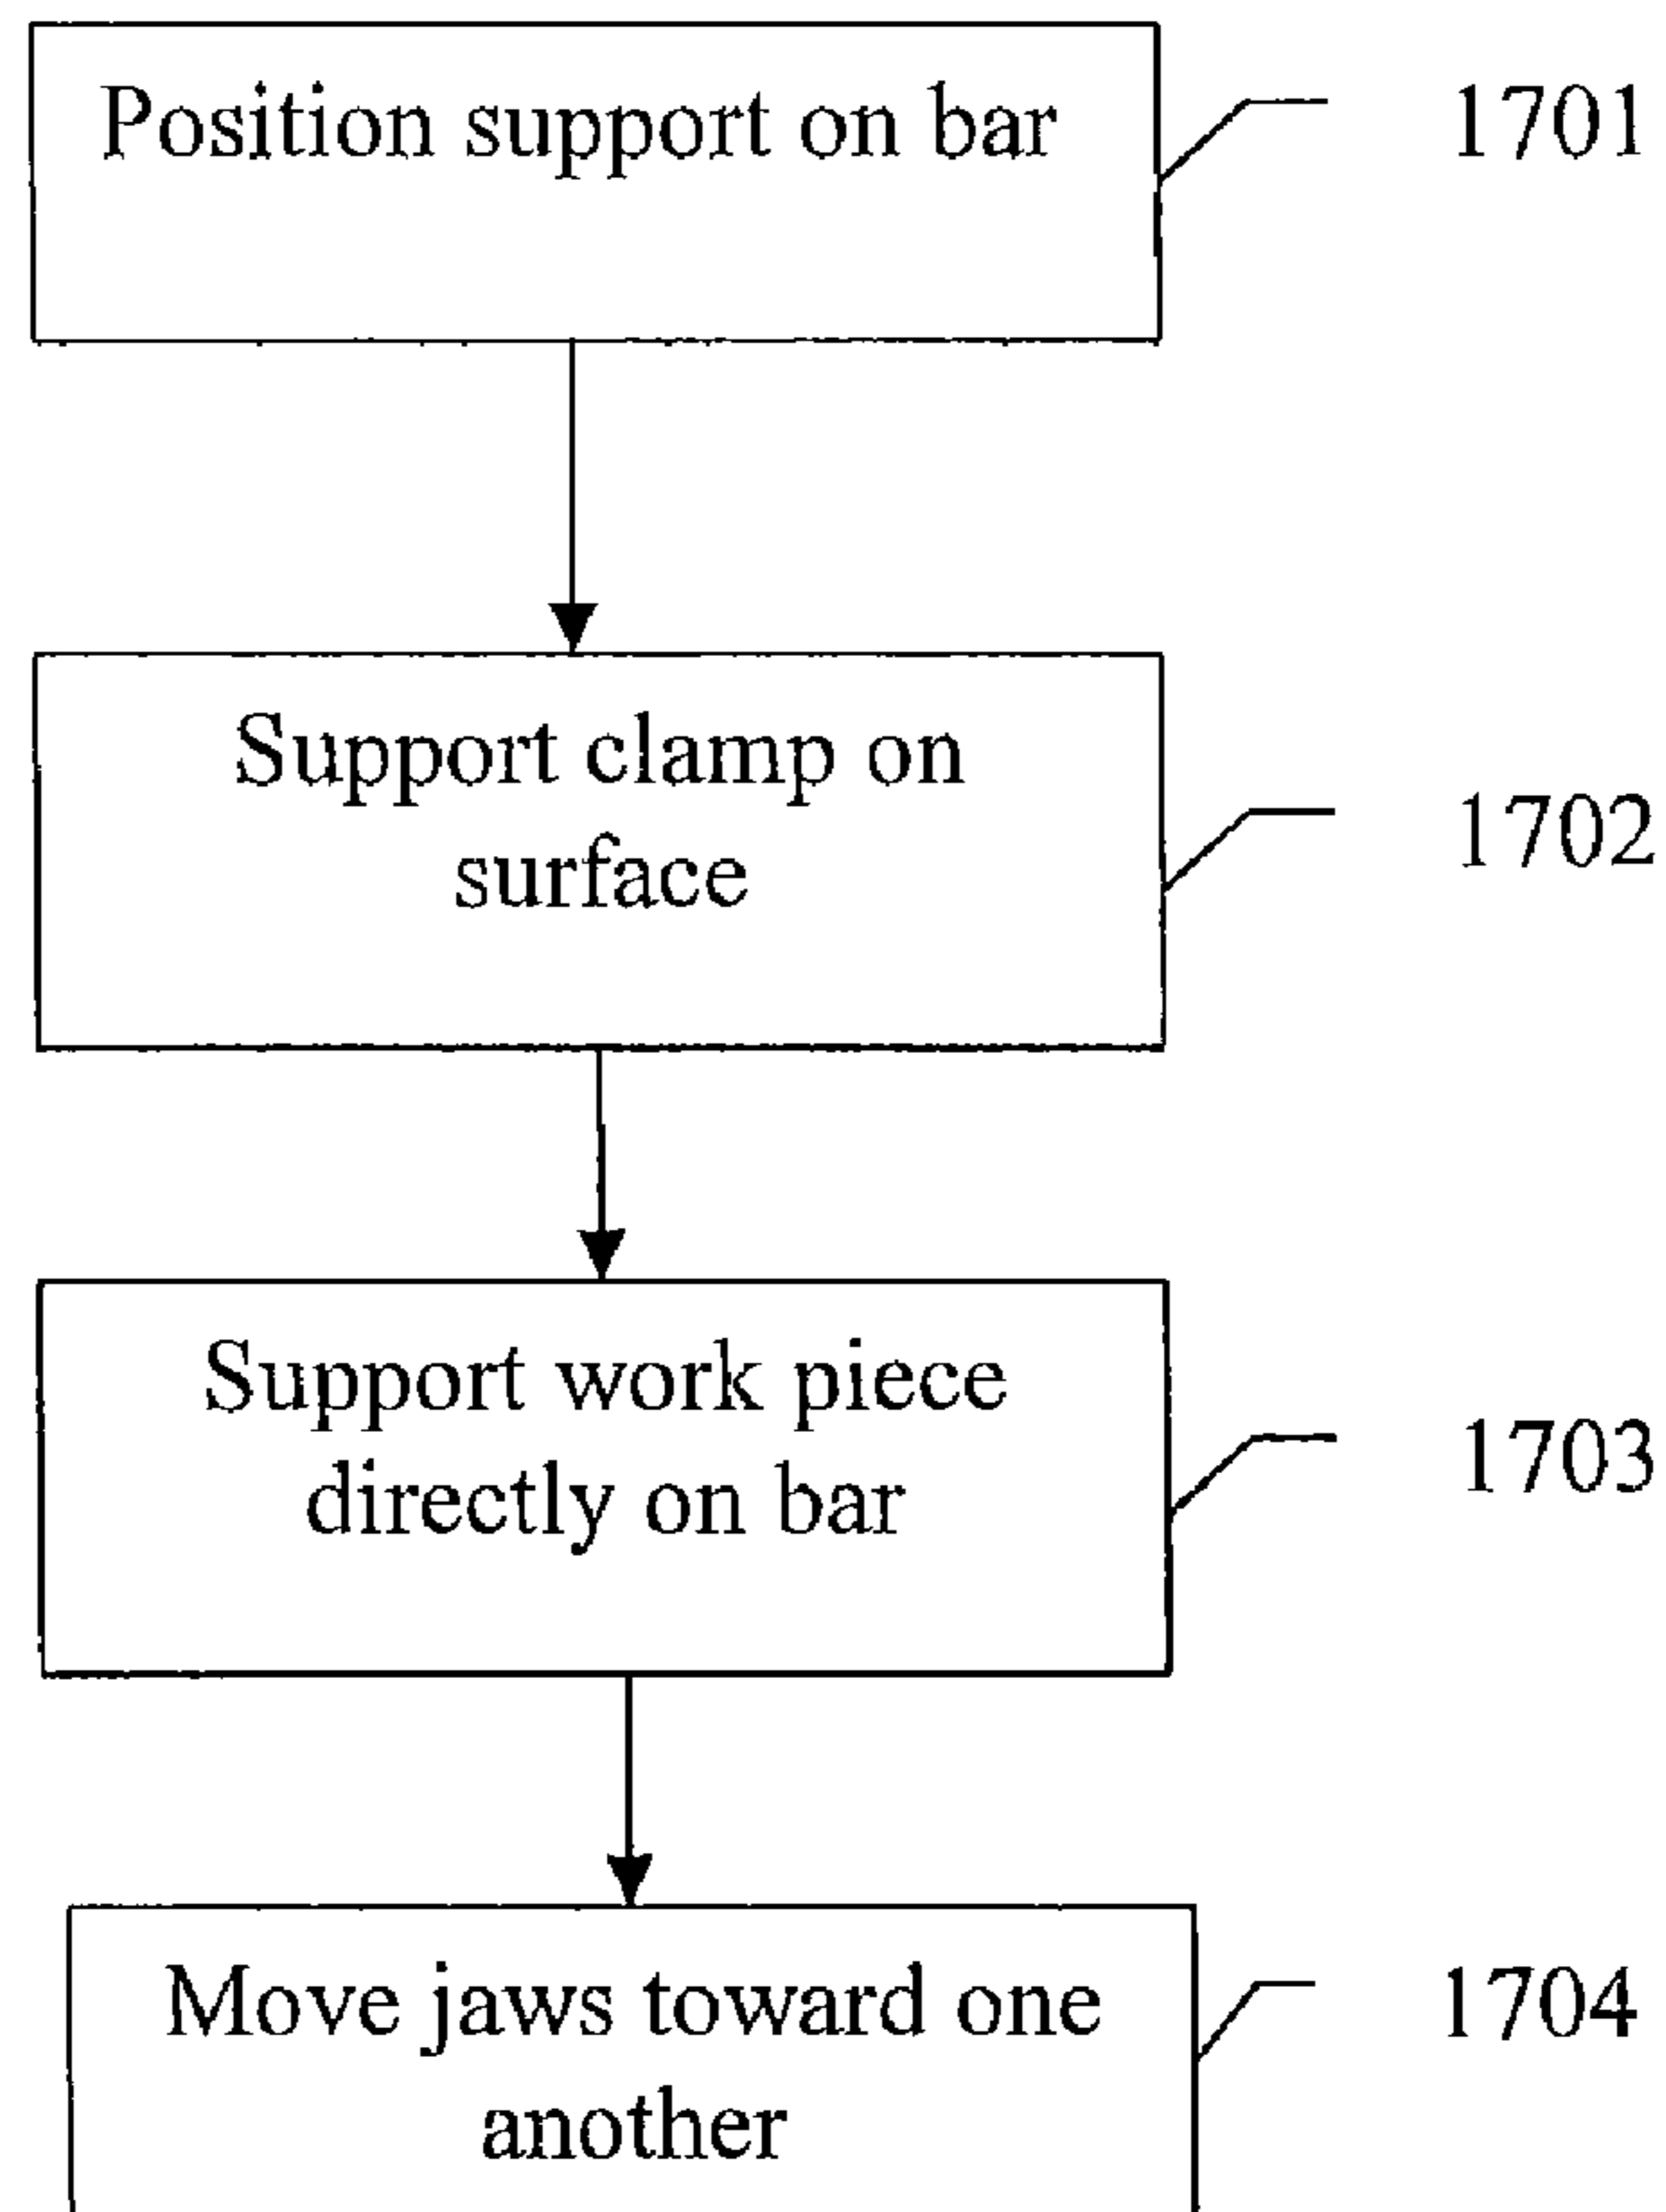 Position support on bar
1701
Support clamp on
surface
1702
Support work piece
directly on bar
1703
Move jaws toward one
another
1704